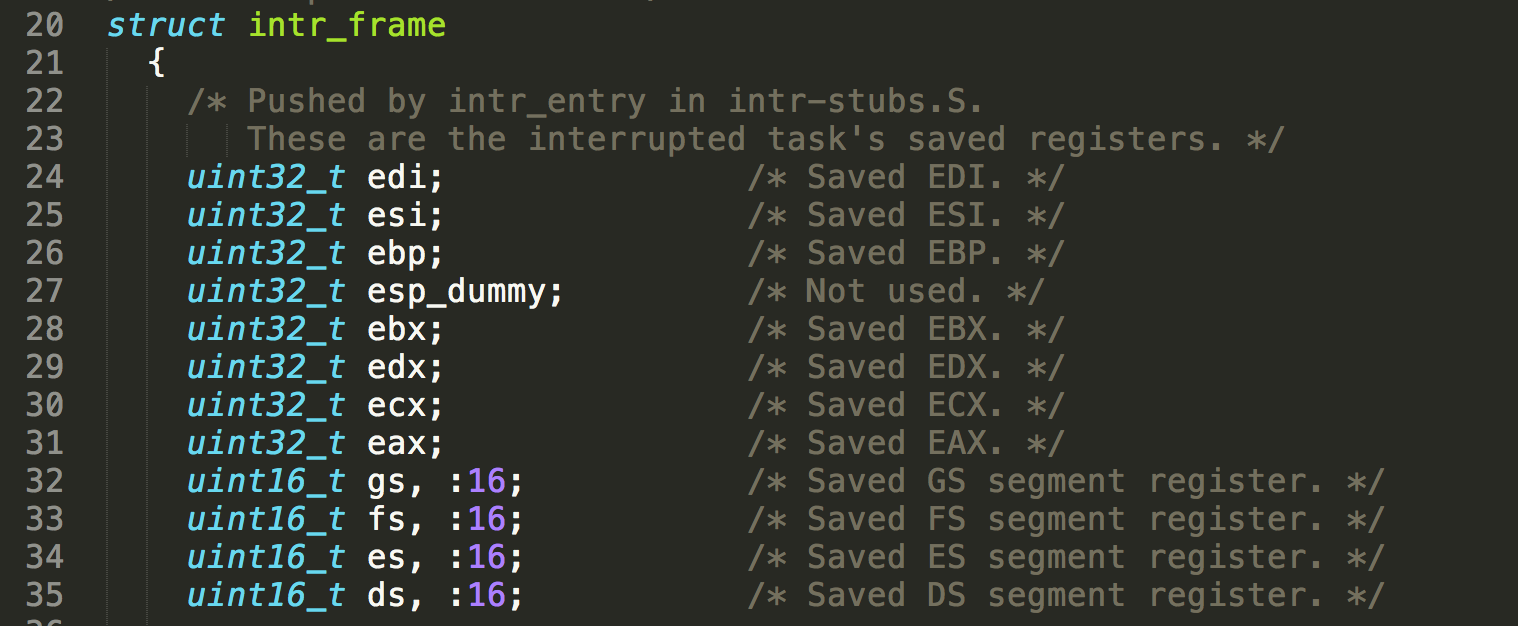 20 struct intr_frame
21 {
22 /* Pushed by intr_entry in intr-stubs.S.
23 These are the interrupted task's saved registers. */
24 uint32_t edi; /* Saved EDI. */
25 uint32_t esi; /* Saved ESI. */
26 uint32_t ebp; /* Saved EBP. */
27 uint32_t esp_dummy; /* Not used. */
28 uint32_t ebx; /* Saved EBX. */
29 uint32_t edx; /* Saved EDX. */
30 uint32_t ecx; /* Saved ECX. */
31 uint32_t eax; /* Saved EAX. */
32 uint16_t gs, :16; /* Saved GS segment register. */
33 uint16_t fs, :16; /* Saved FS segment register. */
34 uint16_t es, :16; /* Saved ES segment register. */
35 uint16_t ds, :16; /* Saved DS segment register. */